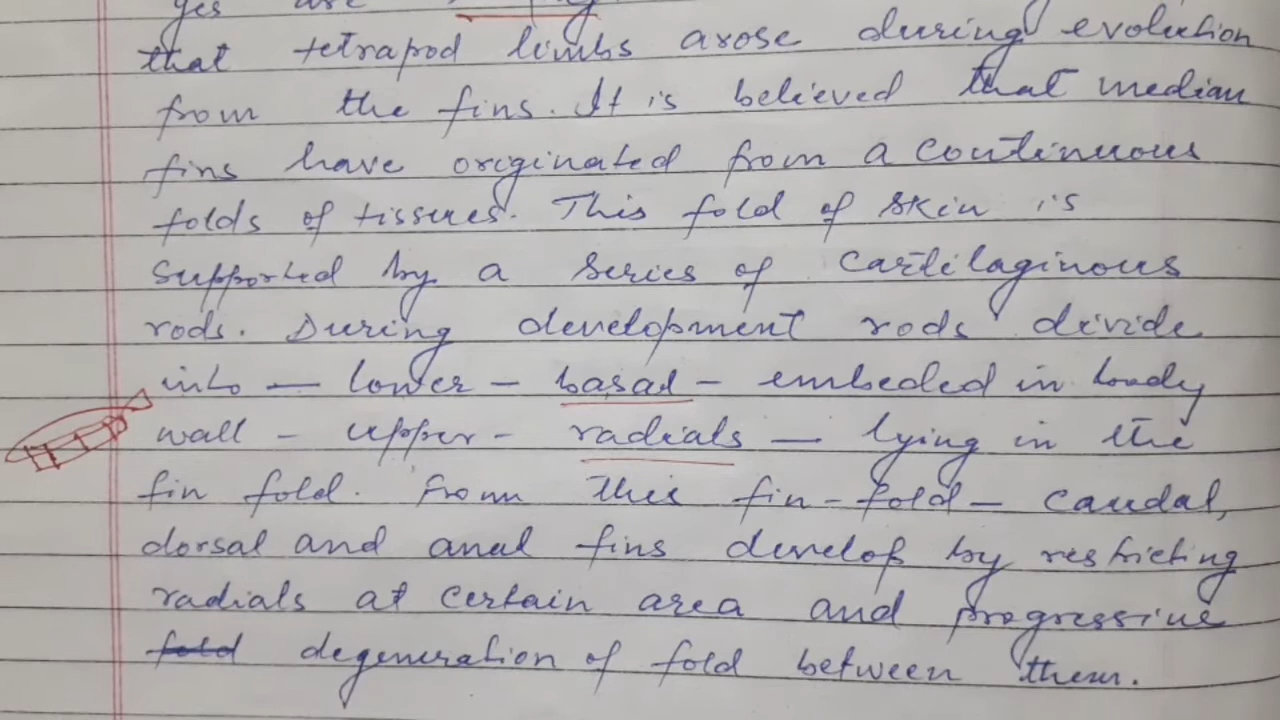 that tetrapod limbs arose during evolution
from the fins. It is believed that median
fins have originated from a continuous
folds of tissues. This fold of skin is
supported by a series of cartilaginous
rods. During development rods divide
into — lower – basal – embeded in body
wall – upper – radials — lying in the
fin fold. From this fin-fold – caudal,
dorsal and anal fins develop by restricting
radials at certain area and progressive
fold degeneration of fold between them.